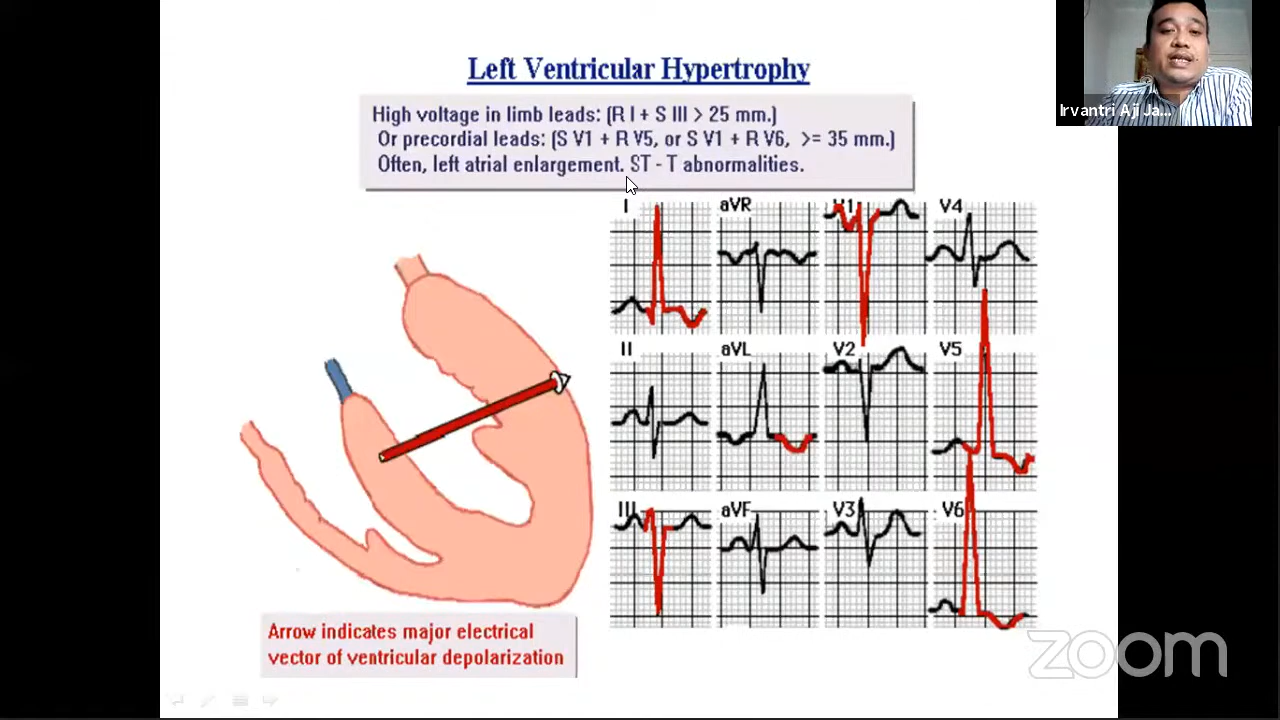 Left Ventricular Hypertrophy
High voltage in limb leads: (R I + S III > 25 mm.)
Or precordial leads: (S V1 + R V5, or S V1 + R V6, >= 35 mm.)
Often, left atrial enlargement. ST - T abnormalities.
Irvantri Aji Ja...
I aVR V1 V4
II aVL V2 V5
III aVF V3 V6
Arrow indicates major electrical
vector of ventricular depolarization
zoom